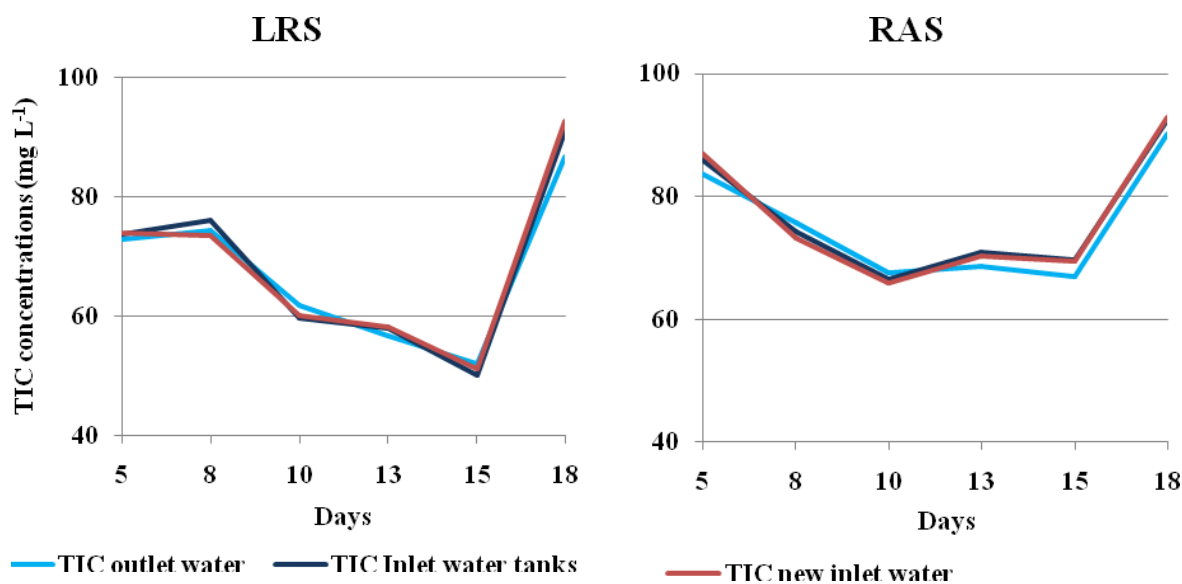 LRS
TIC concentrations (mg L-1)
100
80
60
40
5 8 10 13 15 18
Days
RAS
100
80
60
40
5 8 10 13 15 18
Days
TIC outlet water TIC Inlet water tanks TIC new inlet water